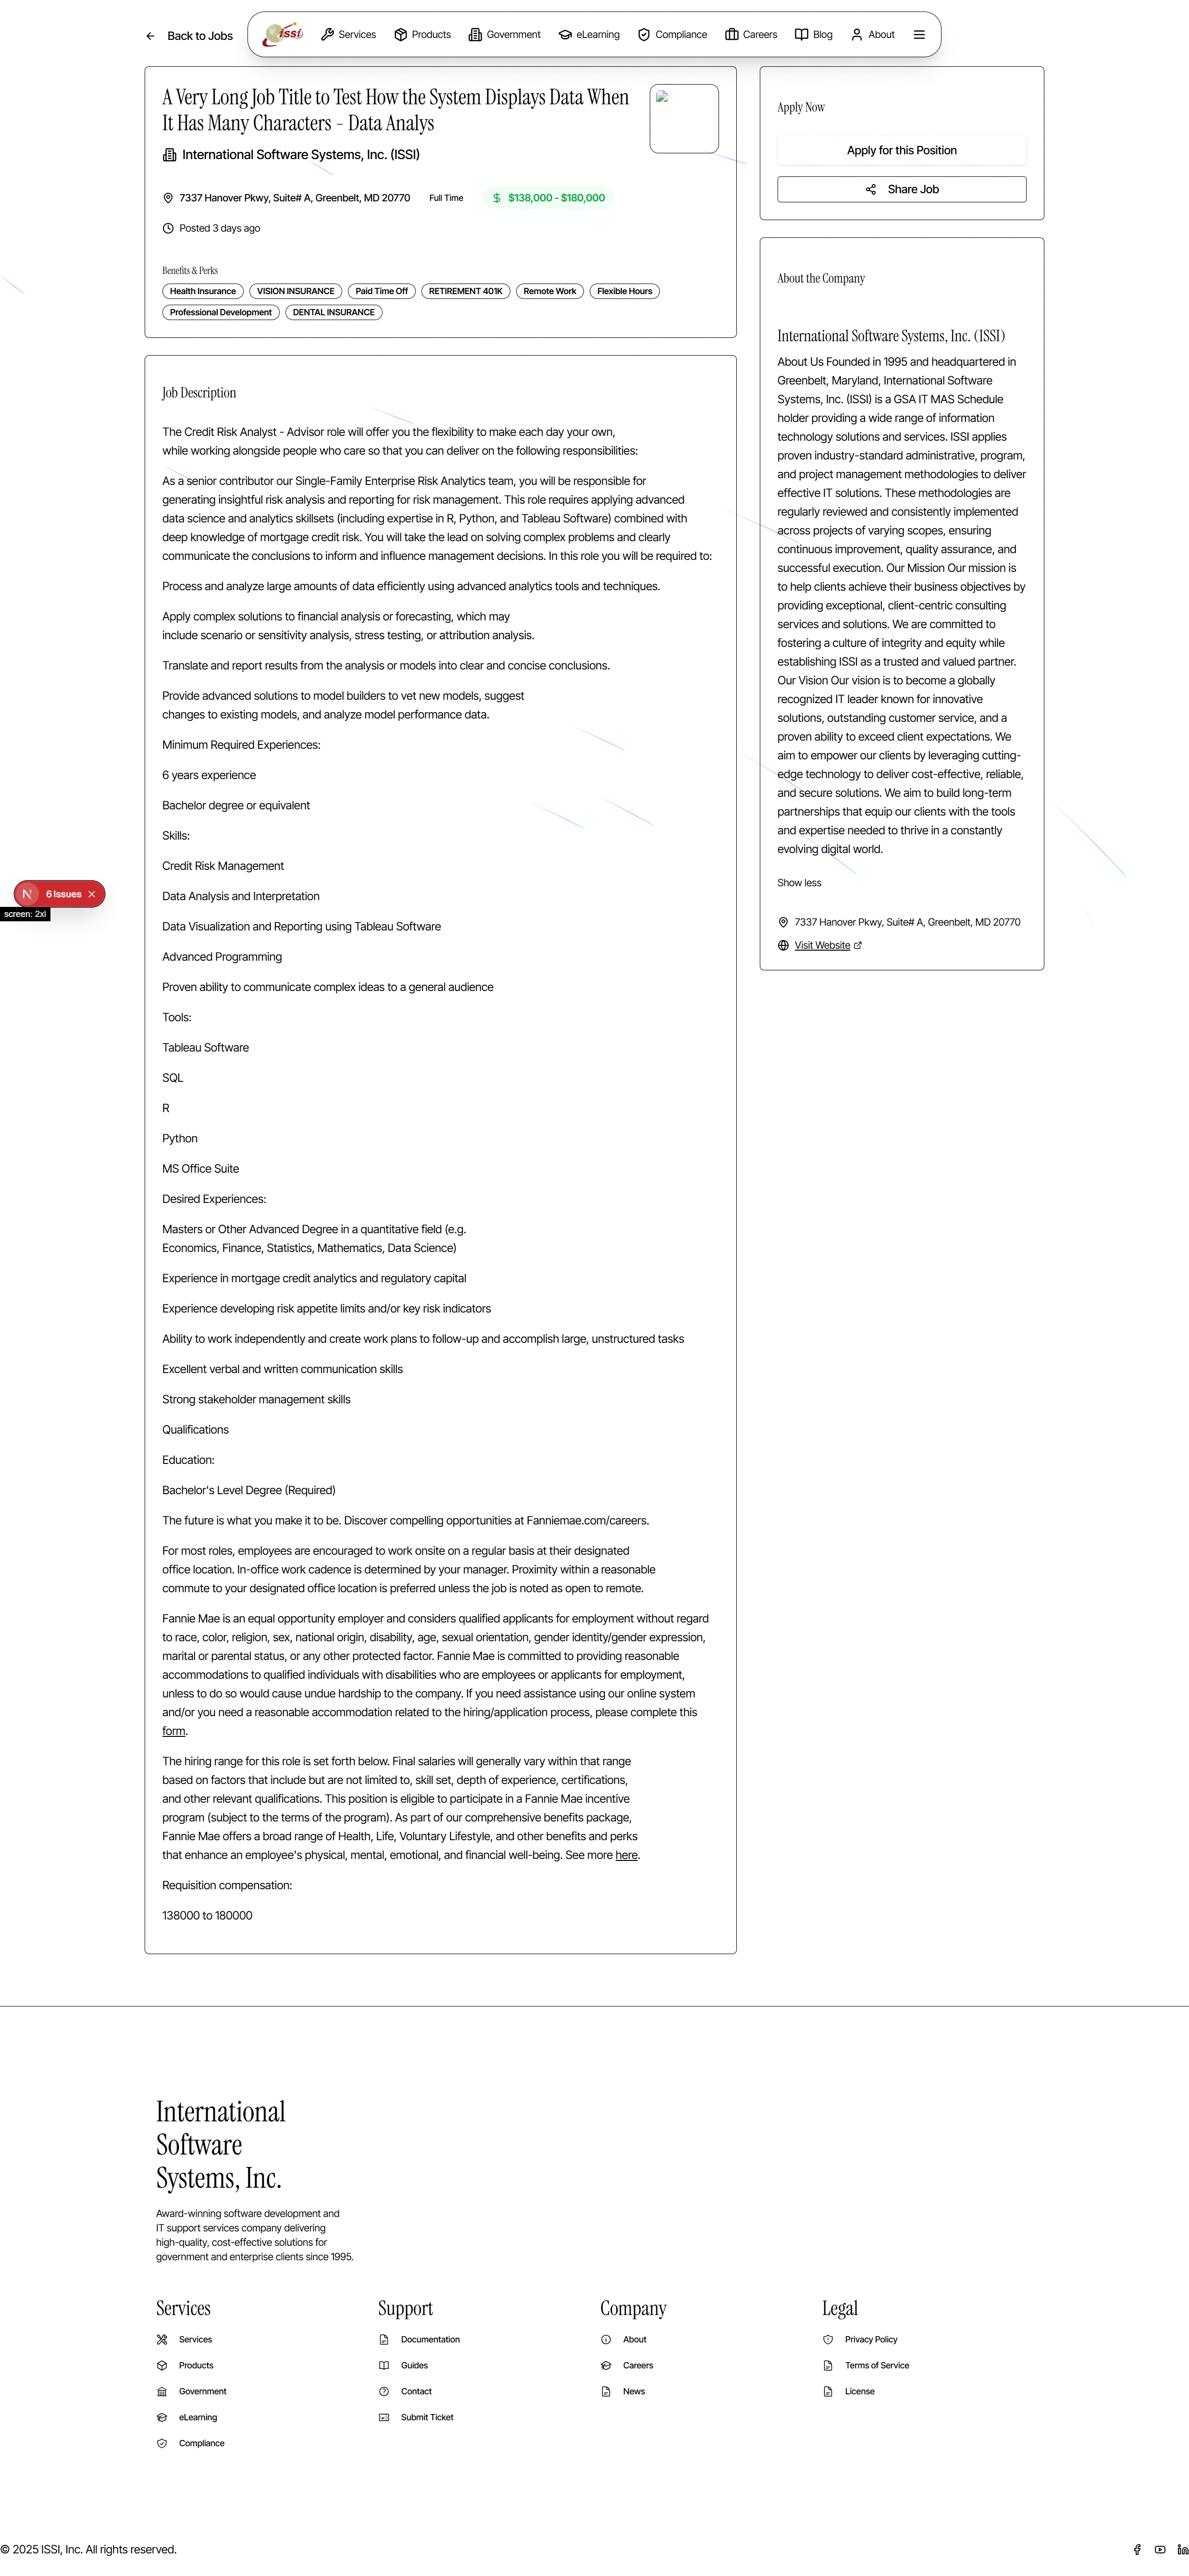 Back to Jobs
issi
Services
Products
Government
eLearning
Compliance
Careers
Blog
About
A Very Long Job Title to Test How the System Displays Data When
It Has Many Characters - Data Analys
International Software Systems, Inc. (ISSI)
7337 Hanover Pkwy, Suite# A, Greenbelt, MD 20770
Full Time
$138,000 - $180,000
Posted 3 days ago
Benefits & Perks
Health Insurance
VISION INSURANCE
Paid Time Off
RETIREMENT 401K
Remote Work
Flexible Hours
Professional Development
DENTAL INSURANCE
Job Description
The Credit Risk Analyst - Advisor role will offer you the flexibility to make each day your own,
while working alongside people who care so that you can deliver on the following responsibilities:
As a senior contributor our Single-Family Enterprise Risk Analytics team, you will be responsible for
generating insightful risk analysis and reporting for risk management. This role requires applying advanced
data science and analytics skillsets (including expertise in R, Python, and Tableau Software) combined with
deep knowledge of mortgage credit risk. You will take the lead on solving complex problems and clearly
communicate the conclusions to inform and influence management decisions. In this role you will be required to:
Process and analyze large amounts of data efficiently using advanced analytics tools and techniques.
Apply complex solutions to financial analysis or forecasting, which may
include scenario or sensitivity analysis, stress testing, or attribution analysis.
Translate and report results from the analysis or models into clear and concise conclusions.
Provide advanced solutions to model builders to vet new models, suggest
changes to existing models, and analyze model performance data.
Minimum Required Experiences:
6 years experience
Bachelor degree or equivalent
Skills:
Credit Risk Management
Data Analysis and Interpretation
Data Visualization and Reporting using Tableau Software
Advanced Programming
Proven ability to communicate complex ideas to a general audience
Tools:
Tableau Software
SQL
R
Python
MS Office Suite
Desired Experiences:
Masters or Other Advanced Degree in a quantitative field (e.g.
Economics, Finance, Statistics, Mathematics, Data Science)
Experience in mortgage credit analytics and regulatory capital
Experience developing risk appetite limits and/or key risk indicators
Ability to work independently and create work plans to follow-up and accomplish large, unstructured tasks
Excellent verbal and written communication skills
Strong stakeholder management skills
Qualifications
Education:
Bachelor's Level Degree (Required)
The future is what you make it to be. Discover compelling opportunities at Fanniemae.com/careers.
For most roles, employees are encouraged to work onsite on a regular basis at their designated
office location. In-office work cadence is determined by your manager. Proximity within a reasonable
commute to your designated office location is preferred unless the job is noted as open to remote.
Fannie Mae is an equal opportunity employer and considers qualified applicants for employment without regard
to race, color, religion, sex, national origin, disability, age, sexual orientation, gender identity/gender expression,
marital or parental status, or any other protected factor. Fannie Mae is committed to providing reasonable
accommodations to qualified individuals with disabilities who are employees or applicants for employment,
unless to do so would cause undue hardship to the company. If you need assistance using our online system
and/or you need a reasonable accommodation related to the hiring/application process, please complete this
form.
The hiring range for this role is set forth below. Final salaries will generally vary within that range
based on factors that include but are not limited to, skill set, depth of experience, certifications,
and other relevant qualifications. This position is eligible to participate in a Fannie Mae incentive
program (subject to the terms of the program). As part of our comprehensive benefits package,
Fannie Mae offers a broad range of Health, Life, Voluntary Lifestyle, and other benefits and perks
that enhance an employee's physical, mental, emotional, and financial well-being. See more here.
Requisition compensation:
138000 to 180000
Apply Now
Apply for this Position
Share Job
About the Company
International Software Systems, Inc. (ISSI)
About Us Founded in 1995 and headquartered in
Greenbelt, Maryland, International Software
Systems, Inc. (ISSI) is a GSA IT MAS Schedule
holder providing a wide range of information
technology solutions and services. ISSI applies
proven industry-standard administrative, program,
and project management methodologies to deliver
effective IT solutions. These methodologies are
regularly reviewed and consistently implemented
across projects of varying scopes, ensuring
continuous improvement, quality assurance, and
successful execution. Our Mission Our mission is
to help clients achieve their business objectives by
providing exceptional, client-centric consulting
services and solutions. We are committed to
fostering a culture of integrity and equity while
establishing ISSI as a trusted and valued partner.
Our Vision Our vision is to become a globally
recognized IT leader known for innovative
solutions, outstanding customer service, and a
proven ability to exceed client expectations. We
aim to empower our clients by leveraging cutting-
edge technology to deliver cost-effective, reliable,
and secure solutions. We aim to build long-term
partnerships that equip our clients with the tools
and expertise needed to thrive in a constantly
evolving digital world.
Show less
7337 Hanover Pkwy, Suite# A, Greenbelt, MD 20770
Visit Website
N
6 Issues
screen: 2xl
International
Software
Systems, Inc.
Award-winning software development and
IT support services company delivering
high-quality, cost-effective solutions for
government and enterprise clients since 1995.
Services
Services
Products
Government
eLearning
Compliance
Support
Documentation
Guides
Contact
Submit Ticket
Company
About
Careers
News
Legal
Privacy Policy
Terms of Service
License
© 2025 ISSI, Inc. All rights reserved.